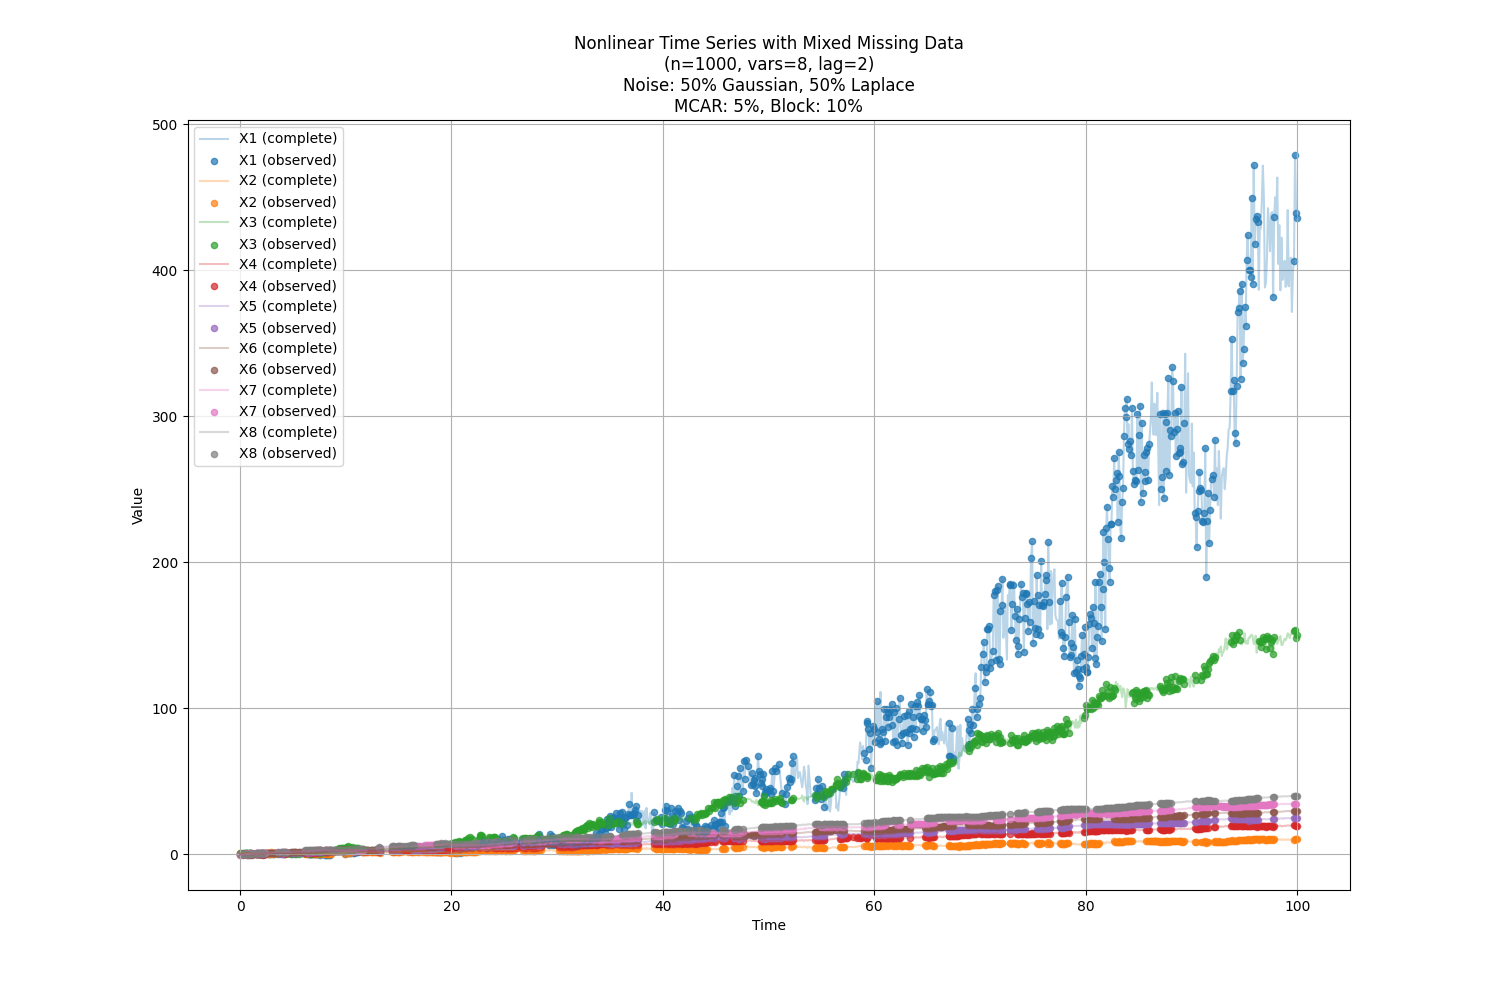 Nonlinear Time Series with Mixed Missing Data
(n=1000, vars=8, lag=2)
Noise: 50% Gaussian, 50% Laplace
MCAR: 5%, Block: 10%
X1 (complete)
X1 (observed)
X2 (complete)
X2 (observed)
X3 (complete)
X3 (observed)
X4 (complete)
X4 (observed)
X5 (complete)
X5 (observed)
X6 (complete)
X6 (observed)
X7 (complete)
X7 (observed)
X8 (complete)
X8 (observed)
500
400
300
200
100
0
Value
0 20 40 60 80 100
Time